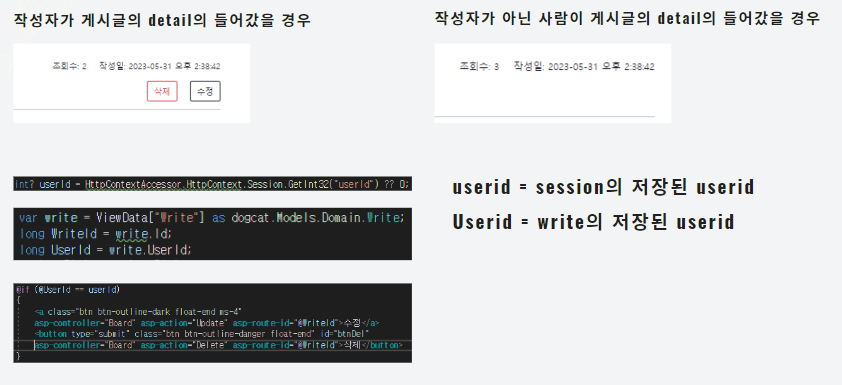 작성자가 게시글의 detail의 들어갔을 경우
작성자가 아닌 사람이 게시글의 detail의 들어갔을 경우
조회수: 2 작성일: 2023-05-31 오후 2:38:42
삭제 수정
조회수: 3 작성일: 2023-05-31 오후 2:38:42
int? userid = HttpContextAccessor.HttpContext.Session.GetInt32("userid") ?? 0;
var write = ViewData["Write"] as dogcat.Models.Domain.Write;
long WriteId = write.Id;
long UserId = write.UserId;
userid = session의 저장된 userid
Userid = write의 저장된 userid
@if (@UserId == userid)
{
<a class="btn btn-outline-dark float-end ms-4"
asp-controller="Board" asp-action="Update" asp-route-id="@WriteId">수정</a>
<button type="submit" class="btn btn-outline-danger float-end" id="btnDel"
asp-controller="Board" asp-action="Delete" asp-route-id="@WriteId">삭제</button>
}